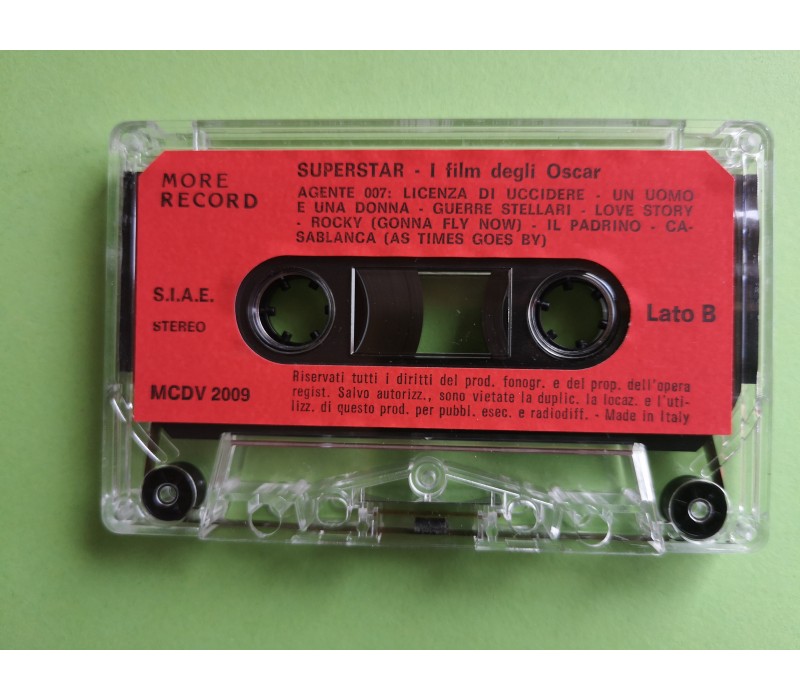 MORE
RECORD
SUPERSTAR - I film degli Oscar
AGENTE 007: LICENZA DI UCCIDERE - UN UOMO
E UNA DONNA - GUERRE STELLARI - LOVE STORY
- ROCKY (GONNA FLY NOW) - IL PADRINO - CA-
SABLANCA (AS TIMES GOES BY)
S.I.A.E.
STEREO
Lato B
MCDV 2009
Riservati tutti i diritti del prod. fonogr. e del prop. dell'opera
regist. Salvo autorizz., sono vietate la duplic. la locaz. e l'uti-
lizz. di questo prod. per pubbl. esec. e radiodiff. - Made in Italy